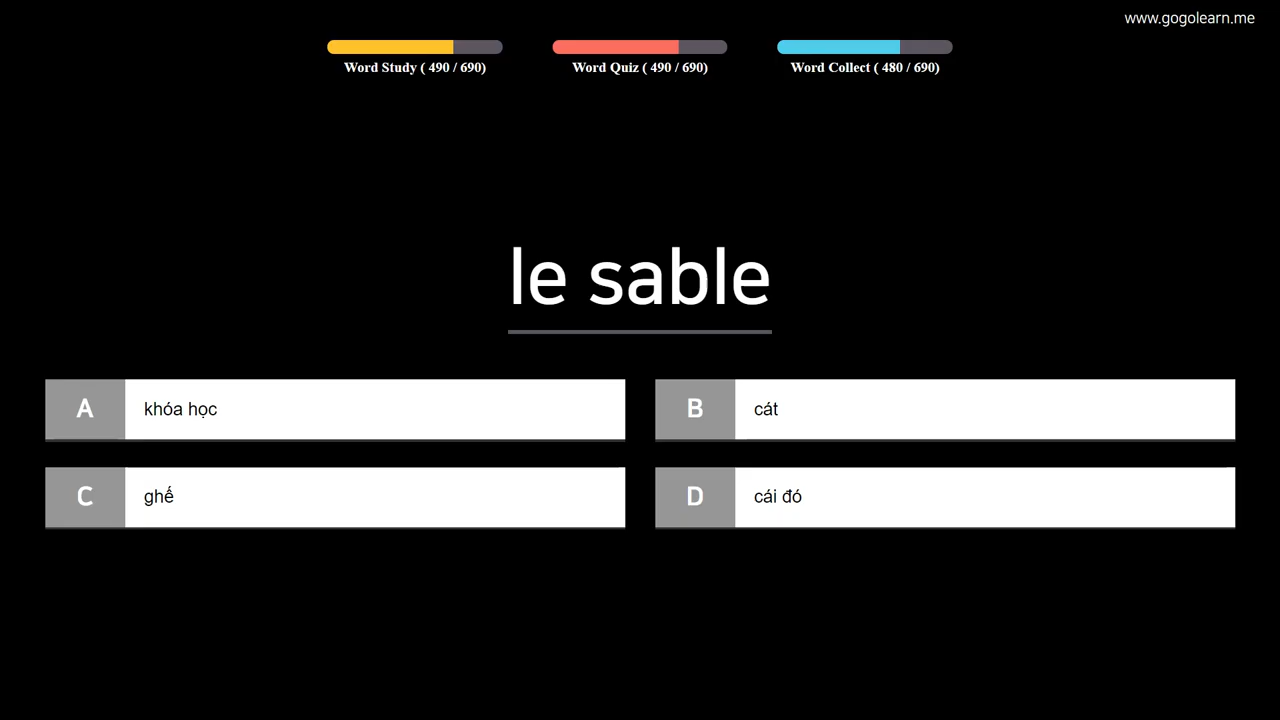 www.gogolearn.me
Word Study ( 490 / 690)
Word Quiz ( 490 / 690)
Word Collect ( 480 / 690)
le sable
A khóa học
B cát
C ghế
D cái đó